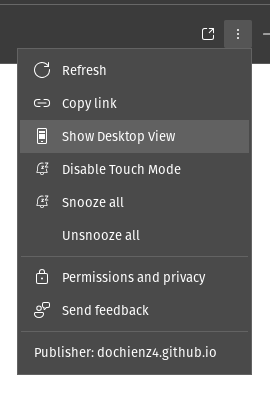 Refresh
Copy link
Show Desktop View
Disable Touch Mode
Snooze all
Unsnooze all
Permissions and privacy
Send feedback
Publisher: dochienz4.github.io